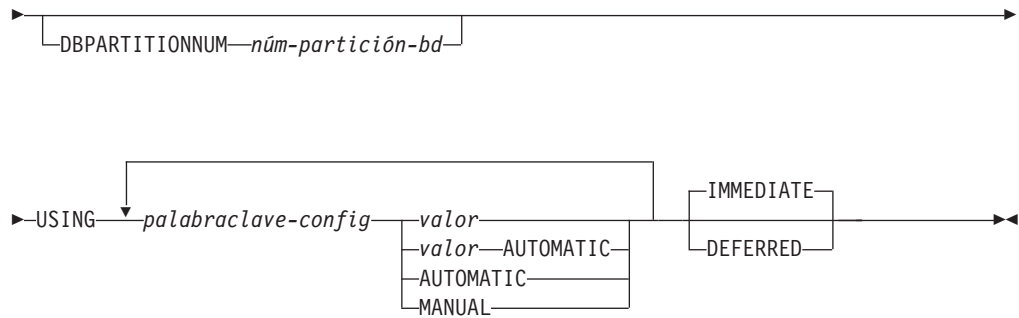 DBPARTITIONNUM núm-partición-bd
IMMEDIATE
USING palabraclave-config valor
valor AUTOMATIC DEFERRED
AUTOMATIC
MANUAL